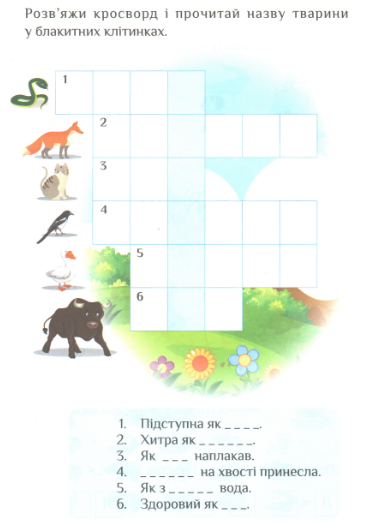 Розв’яжи кросворд і прочитай назву тварини
у блакитних клітинках.
1
2
3
4
5
6
1. Підступна як _ _ _ _.
2. Хитра як _ _ _ _ _ _.
3. Як _ _ _ наплакав.
4. _ _ _ _ _ _ на хвості принесла.
5. Як з _ _ _ _ _ вода.
6. Здоровий як _ _ _.